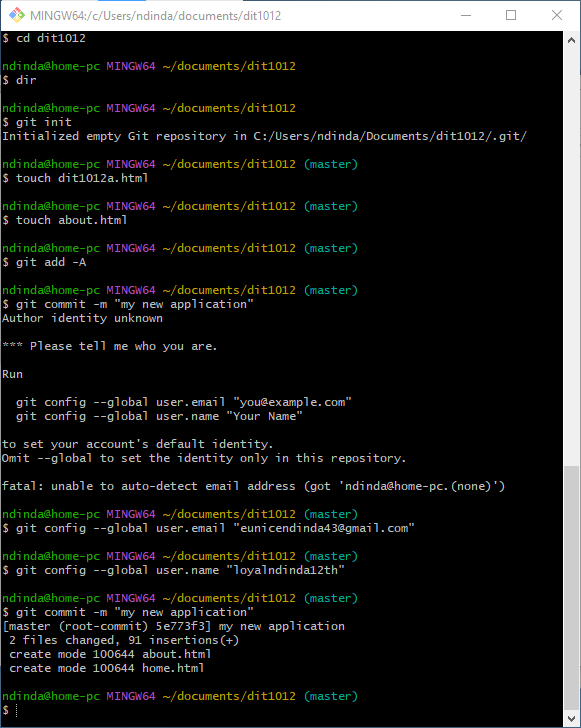 MINGW64:/c/Users/ndinda/documents/dit1012
$ cd dit1012
ndinda@home-pc MINGW64 ~/documents/dit1012
$ dir
ndinda@home-pc MINGW64 ~/documents/dit1012
$ git init
Initialized empty Git repository in C:/Users/ndinda/Documents/dit1012/.git/
ndinda@home-pc MINGW64 ~/documents/dit1012 (master)
$ touch dit1012a.html
ndinda@home-pc MINGW64 ~/documents/dit1012 (master)
$ touch about.html
ndinda@home-pc MINGW64 ~/documents/dit1012 (master)
$ git add -A
ndinda@home-pc MINGW64 ~/documents/dit1012 (master)
$ git commit -m "my new application"
Author identity unknown
*** Please tell me who you are.
Run
git config --global user.email "you@example.com"
git config --global user.name "Your Name"
to set your account's default identity.
Omit --global to set the identity only in this repository.
fatal: unable to auto-detect email address (got 'ndinda@home-pc.(none)')
ndinda@home-pc MINGW64 ~/documents/dit1012 (master)
$ git config --global user.email "eunicendinda43@gmail.com"
ndinda@home-pc MINGW64 ~/documents/dit1012 (master)
$ git config --global user.name "loyalndinda12th"
ndinda@home-pc MINGW64 ~/documents/dit1012 (master)
$ git commit -m "my new application"
[master (root-commit) 5e773f3] my new application
2 files changed, 91 insertions(+)
create mode 100644 about.html
create mode 100644 home.html
ndinda@home-pc MINGW64 ~/documents/dit1012 (master)
$